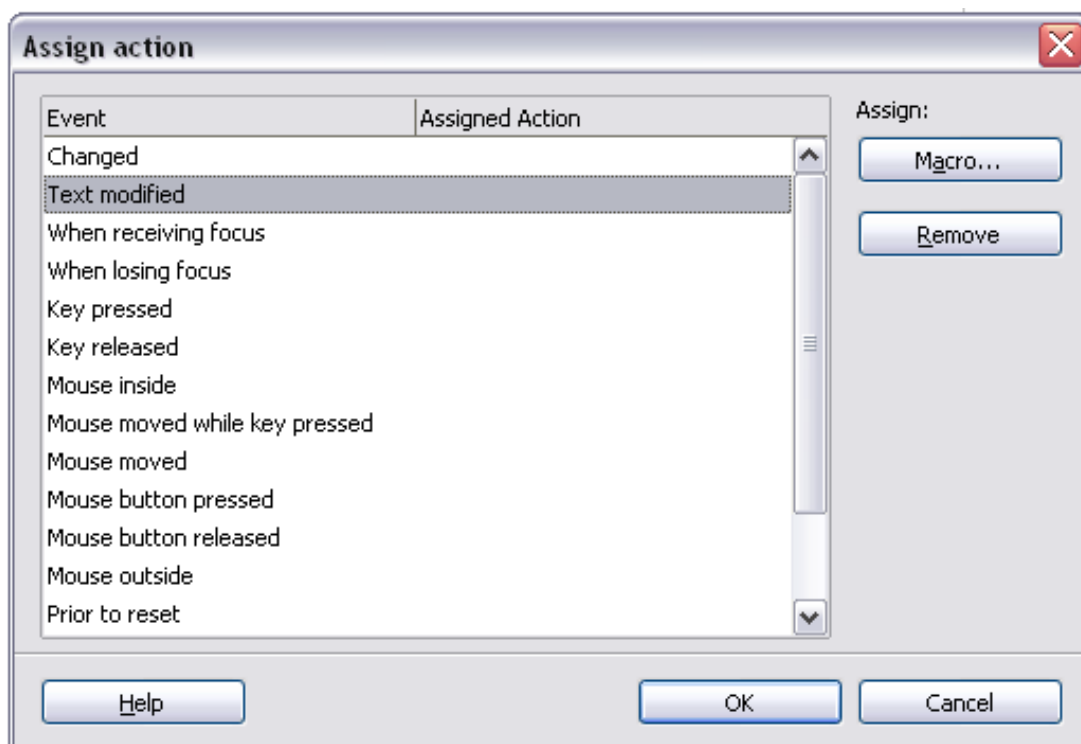 Assign action
Event Assigned Action
Assign:
Changed
Macro...
Text modified
When receiving focus
Remove
When losing focus
Key pressed
Key released
Mouse inside
Mouse moved while key pressed
Mouse moved
Mouse button pressed
Mouse button released
Mouse outside
Prior to reset
Help OK Cancel